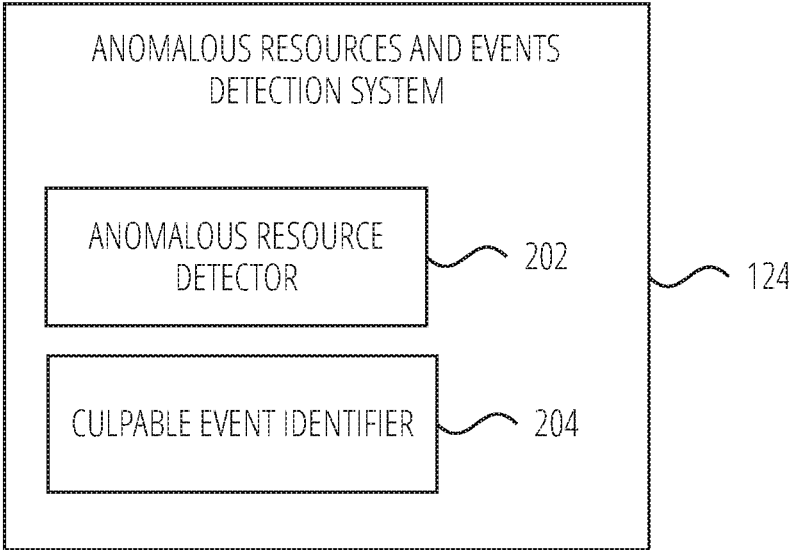 ANOMALOUS RESOURCES AND EVENTS
DETECTION SYSTEM
ANOMALOUS RESOURCE
DETECTOR
202
124
CULPABLE EVENT IDENTIFIER
204